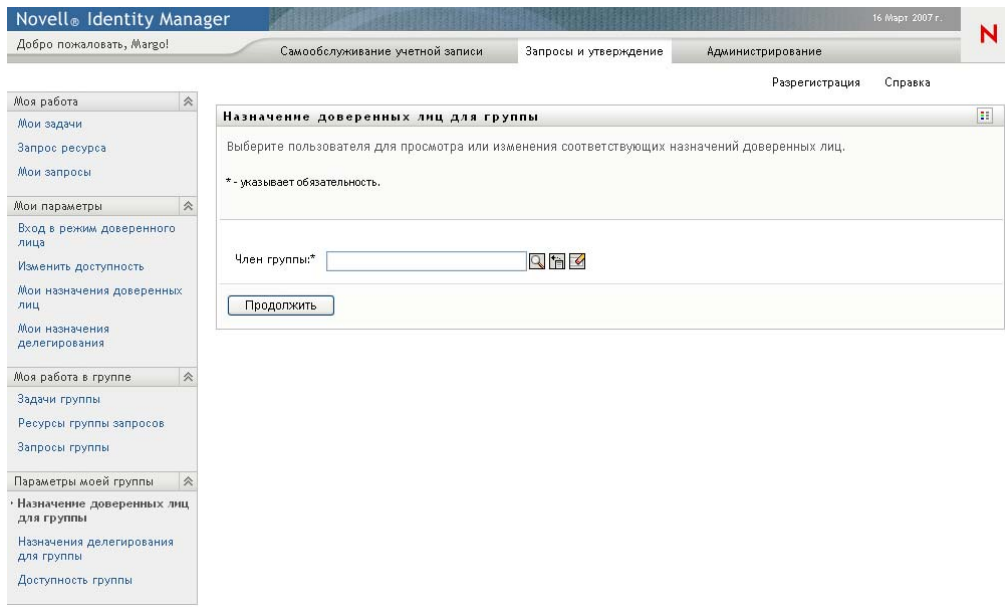 Novell® Identity Manager
16 Март 2007 г.
N
Добро пожаловать, Margo!
Самообслуживание учетной записи
Запросы и утверждение
Администрирование
Разрегистрация
Справка
Моя работа
Мои задачи
Запрос ресурса
Мои запросы
Мои параметры
Вход в режим доверенного
лица
Изменить доступность
Мои назначения доверенных
лиц
Мои назначения
делегирования
Моя работа в группе
Задачи группы
Ресурсы группы запросов
Запросы группы
Параметры моей группы
Назначение доверенных лиц
для группы
Назначения делегирования
для группы
Доступность группы
Назначение доверенных лиц для группы
Выберите пользователя для просмотра или изменения соответствующих назначений доверенных лиц.
* - указывает обязательность.
Член группы:*
Продолжить